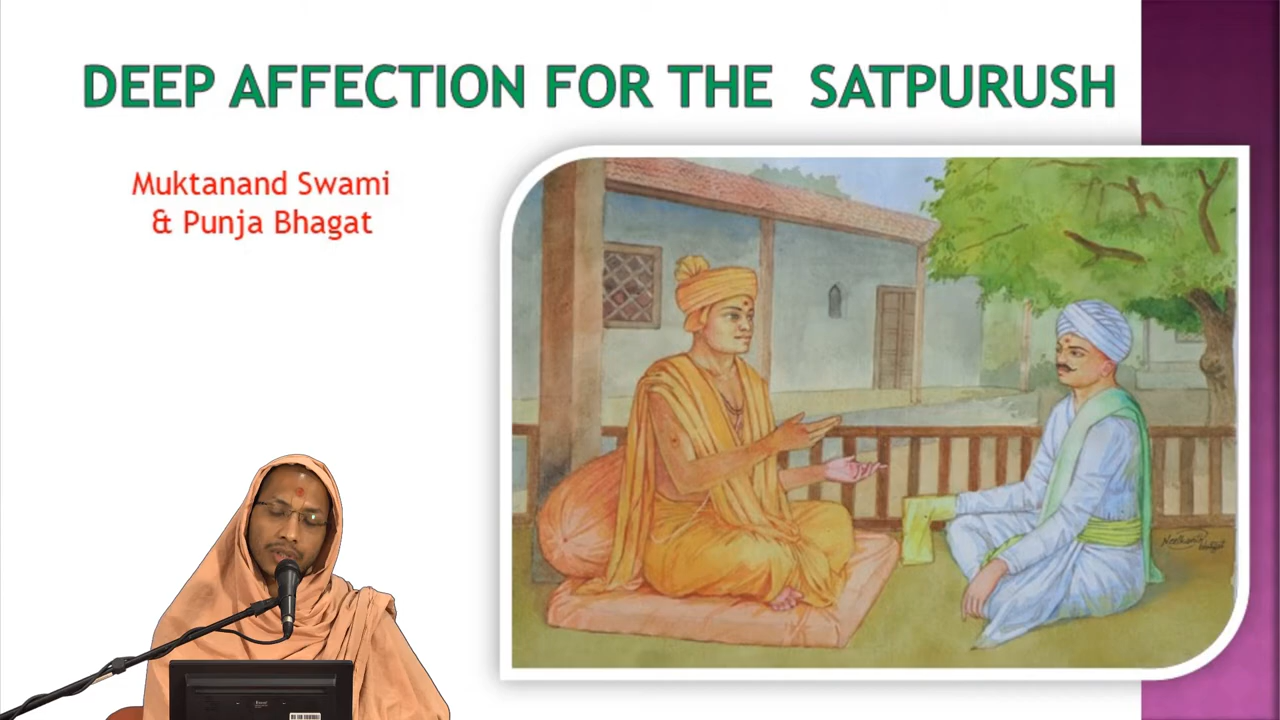 DEEP AFFECTION FOR THE SATPURUSH
Muktanand Swami
& Punja Bhagat